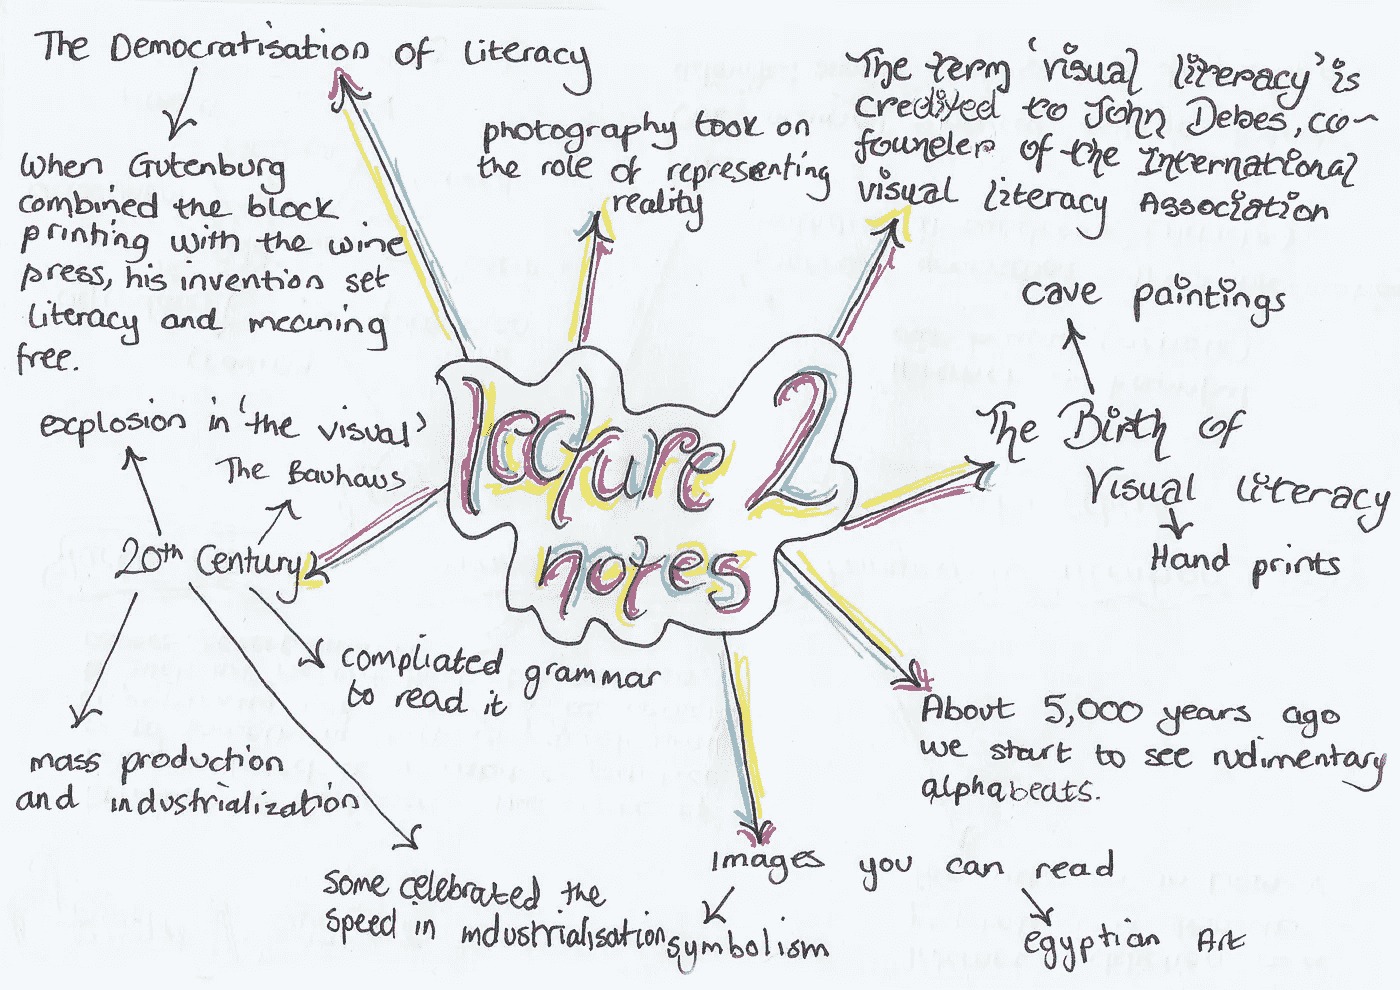 The Democratisation of Literacy
When Gutenburg
combined the block
printing with the wine
press, his invention set
literacy and meaning
free.
photography took on
the role of representing
reality
The term 'visual literacy' is
credited to John Debes, co-
founder of the International
visual literacy Association
cave paintings
The Birth of
Visual literacy
Hand prints
lecture 2
notes
explosion in 'the visual'
The Bauhaus
20th Century
complicated grammar
to read it
mass production
and industrialization
some celebrated the
speed in industrialisation
About 5,000 years ago
we start to see rudimentary
alphabeats.
Images you can read
symbolism
egyptian Art